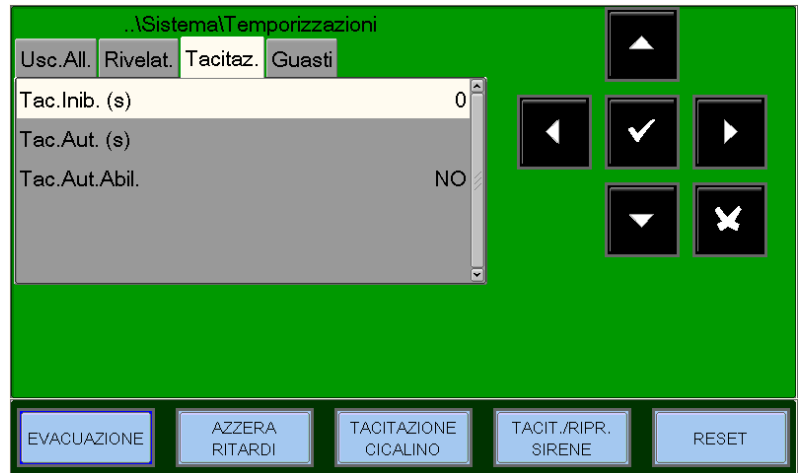 ..\Sistema\Temporizzazioni
Usc.All. Rivelat. Tacitaz. Guasti
Tac.Inib. (s) 0
Tac.Aut. (s)
Tac.Aut.Abil. NO
EVACUAZIONE
AZZERA
RITARDI
TACITAZIONE
CICALINO
TACIT./RIPR.
SIRENE
RESET